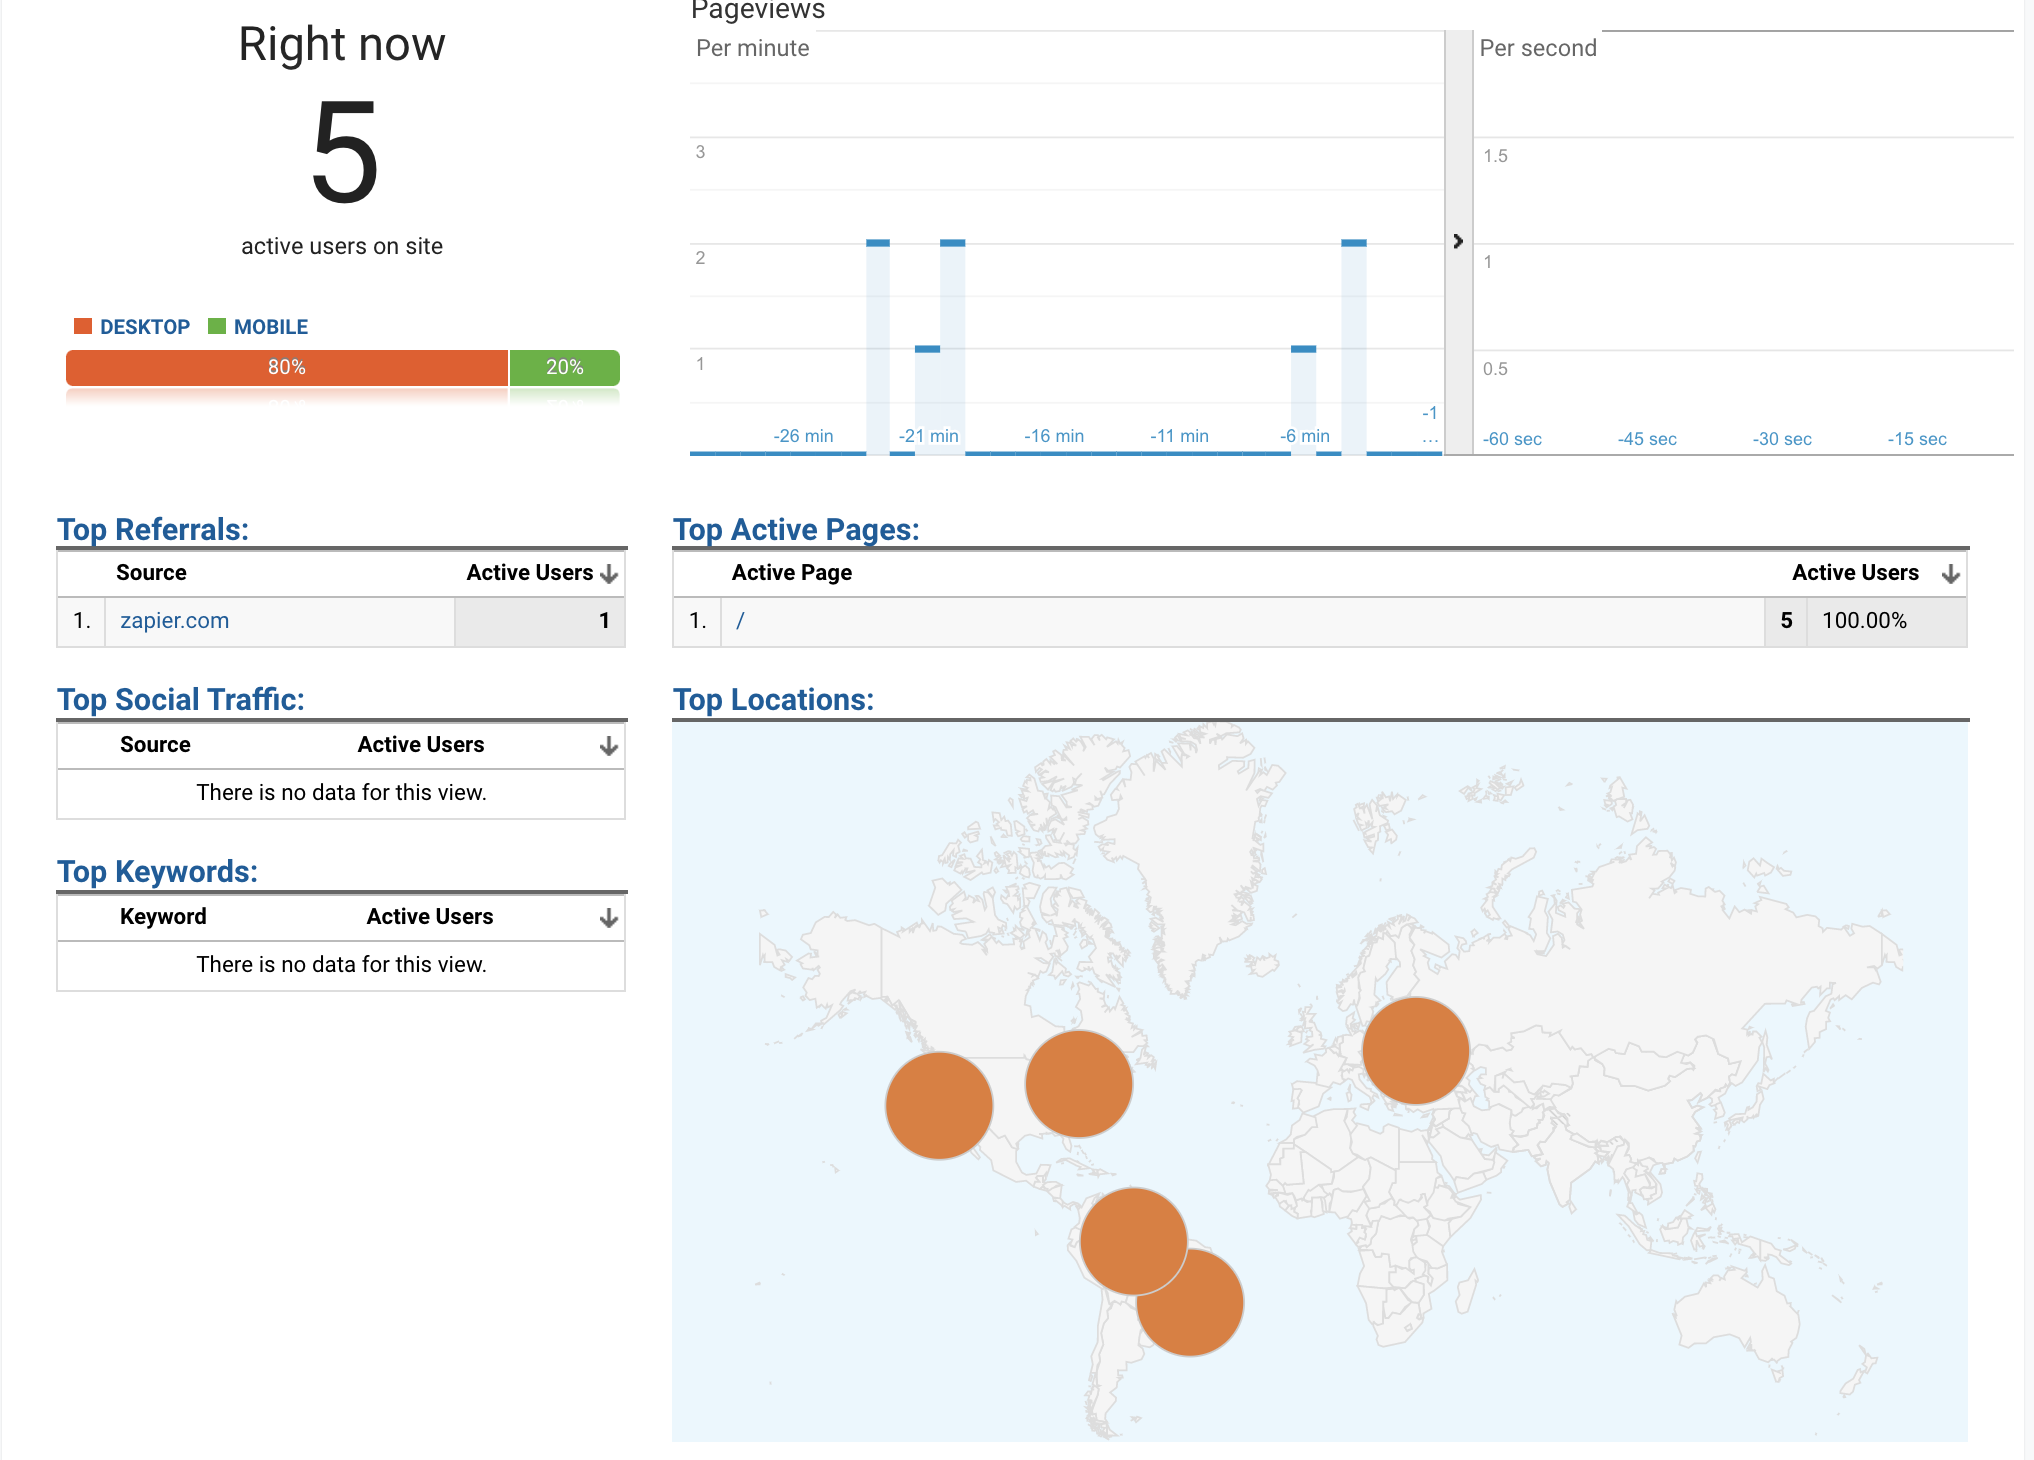 Right now
5
active users on site
DESKTOP MOBILE
80% 20%
Pageviews
Per minute
3
2
1
-26 min -21 min -16 min -11 min -6 min -1
...
Per second
1.5
1
0.5
-60 sec -45 sec -30 sec -15 sec
Top Referrals:
Source Active Users
1. zapier.com 1
Top Active Pages:
Active Page Active Users
1. / 5 100.00%
Top Social Traffic:
Source Active Users
There is no data for this view.
Top Keywords:
Keyword Active Users
There is no data for this view.
Top Locations: